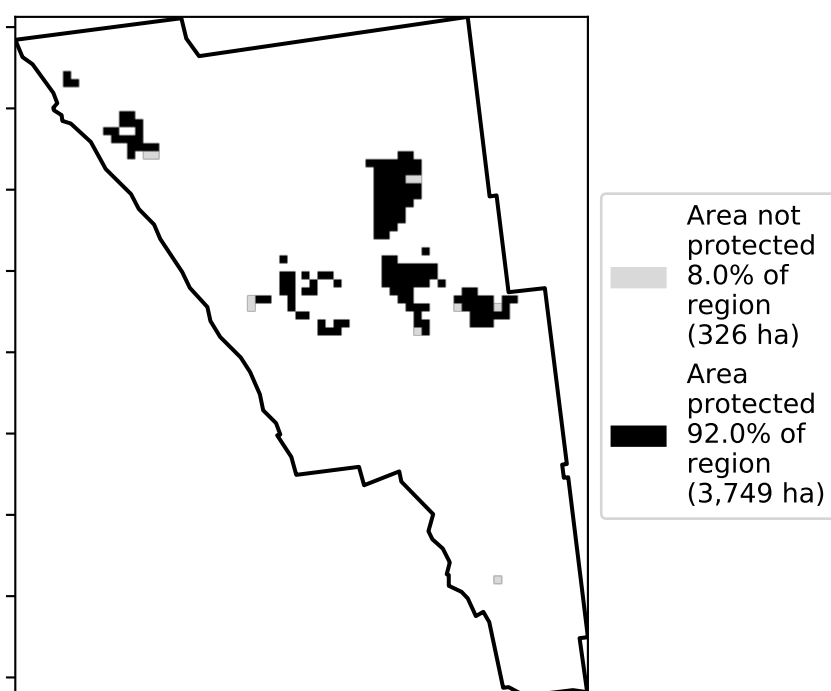 Area not
protected
8.0% of
region
(326 ha)
Area
protected
92.0% of
region
(3,749 ha)